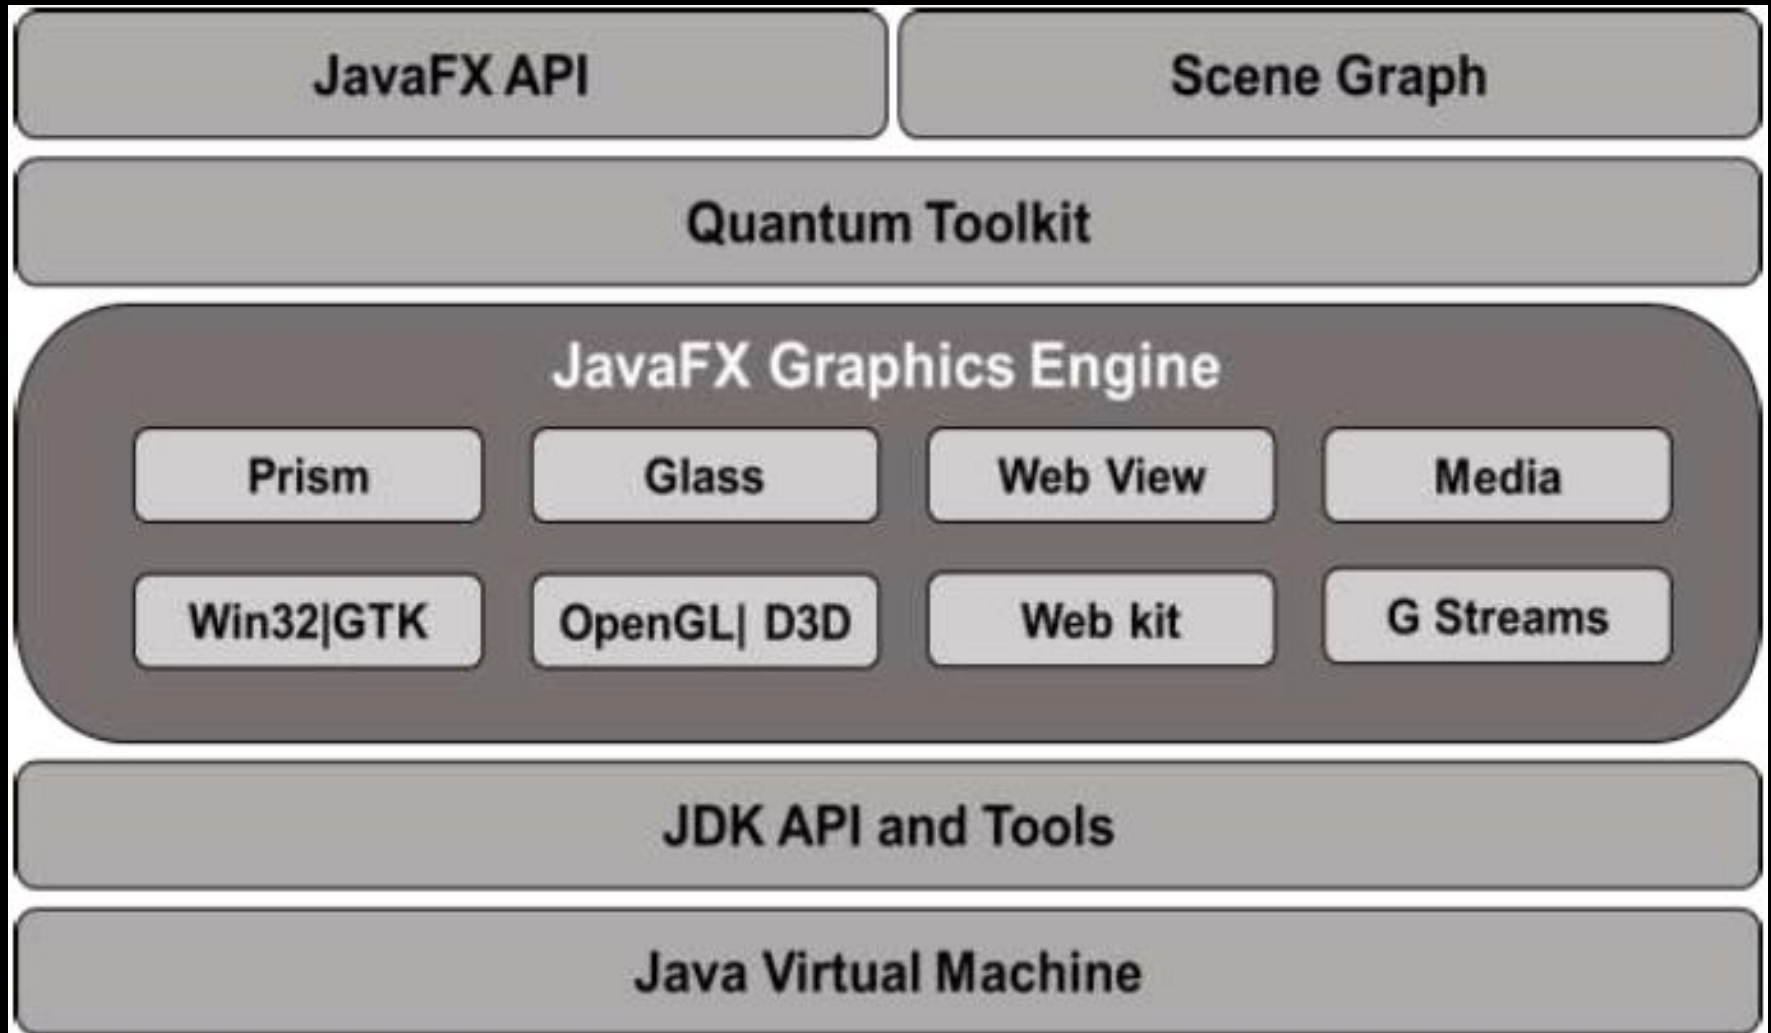 JavaFX API
Scene Graph
Quantum Toolkit
JavaFX Graphics Engine
Prism
Glass
Web View
Media
Win32|GTK
OpenGL| D3D
Web kit
G Streams
JDK API and Tools
Java Virtual Machine